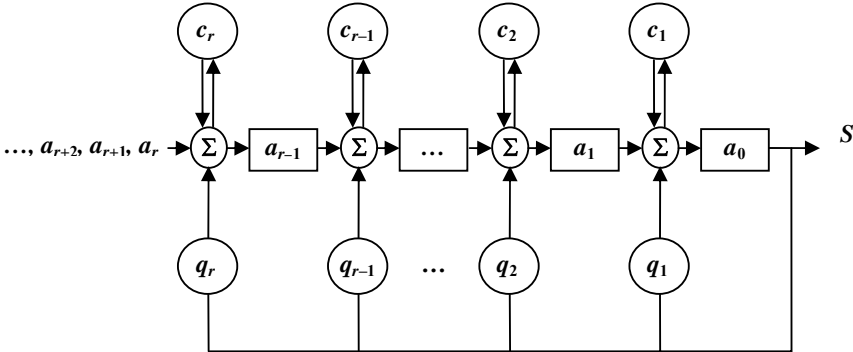 c_r c_{r–1} c_2 c_1
…, a_{r+2}, a_{r+1}, a_r Σ a_{r–1} Σ … Σ a_1 Σ a_0 S
q_r q_{r–1} … q_2 q_1